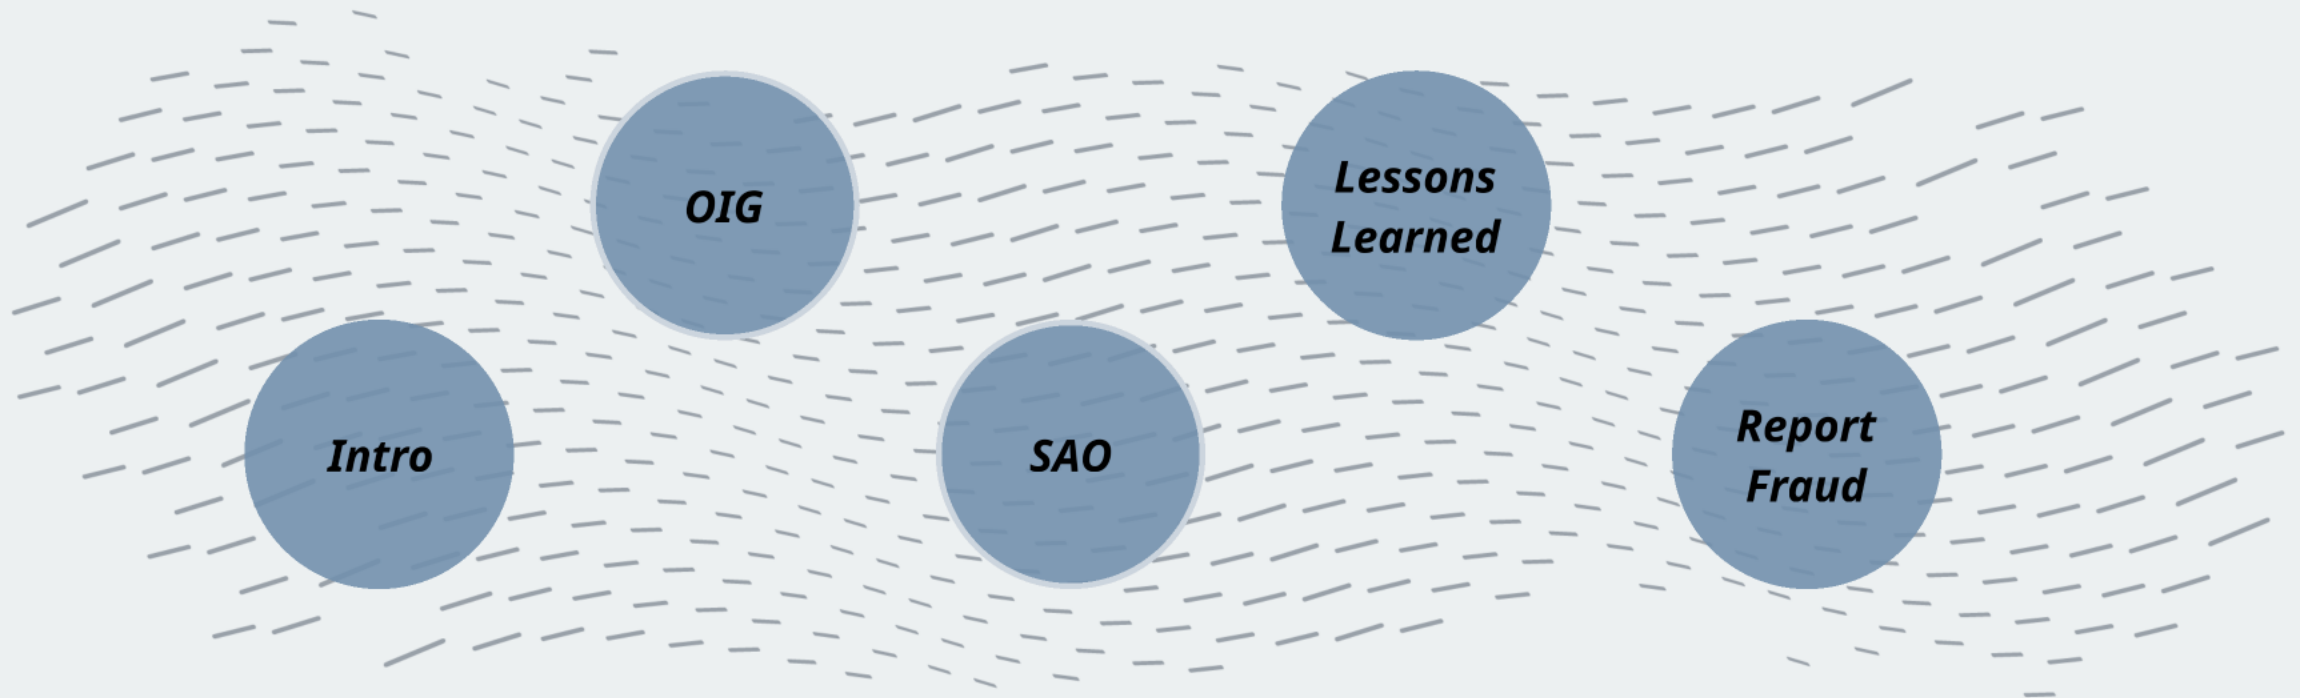 Intro
OIG
SAO
Lessons
Learned
Report
Fraud